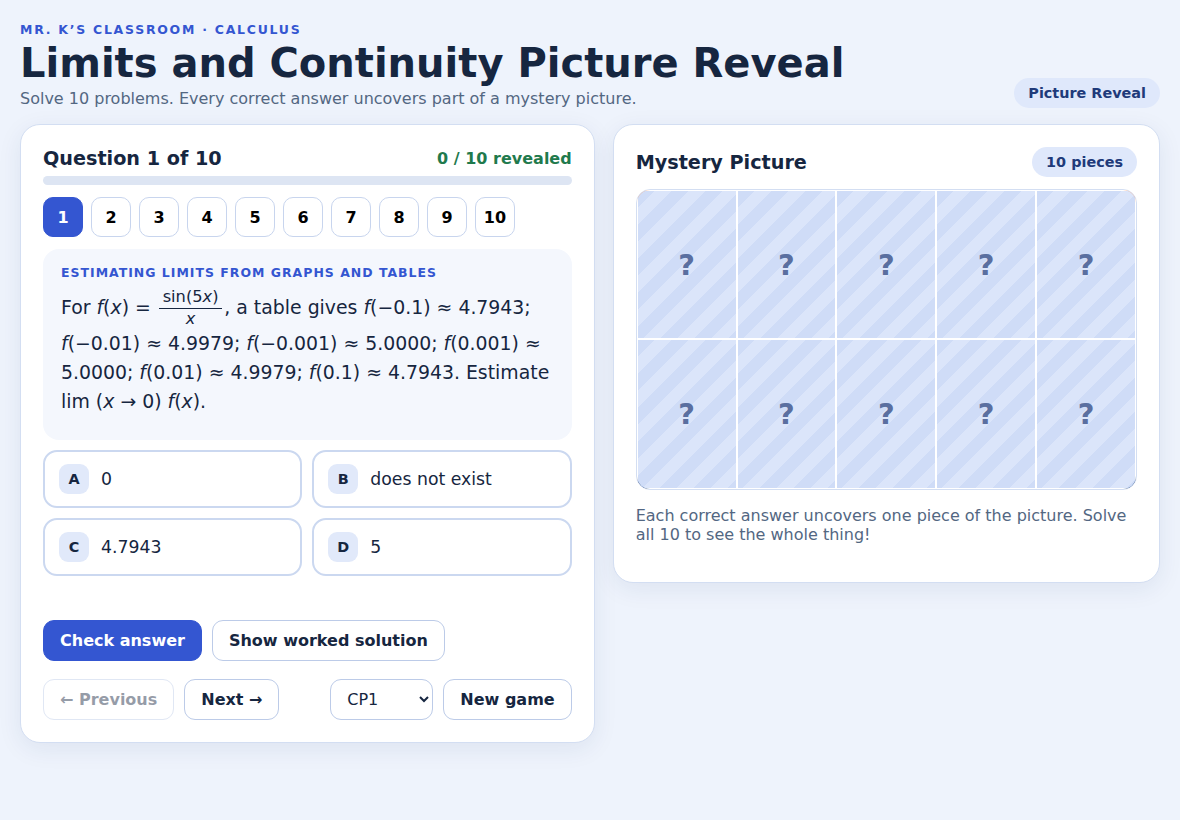 MR. K’S CLASSROOM · CALCULUS
Limits and Continuity Picture Reveal
Solve 10 problems. Every correct answer uncovers part of a mystery picture.
Picture Reveal
Question 1 of 10
0 / 10 revealed
1 2 3 4 5 6 7 8 9 10
ESTIMATING LIMITS FROM GRAPHS AND TABLES
For f(x) = sin(5x)/x, a table gives f(−0.1) ≈ 4.7943;
f(−0.01) ≈ 4.9979; f(−0.001) ≈ 5.0000; f(0.001) ≈
5.0000; f(0.01) ≈ 4.9979; f(0.1) ≈ 4.7943. Estimate
lim (x → 0) f(x).
A 0
B does not exist
C 4.7943
D 5
Check answer
Show worked solution
← Previous
Next →
CP1
New game
Mystery Picture
10 pieces
? ? ? ? ?
? ? ? ? ?
Each correct answer uncovers one piece of the picture. Solve
all 10 to see the whole thing!